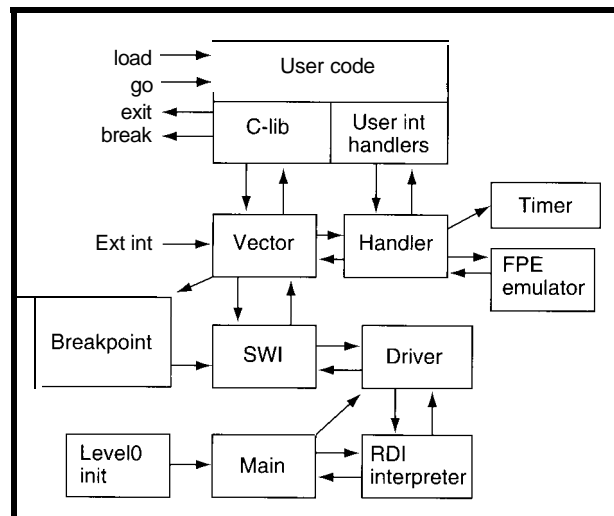 load
go
exit
break
User code
C-lib
User int
handlers
Ext int
Vector
Handler
Timer
FPE
emulator
Breakpoint
SWI
Driver
Level0
init
Main
RDI
interpreter